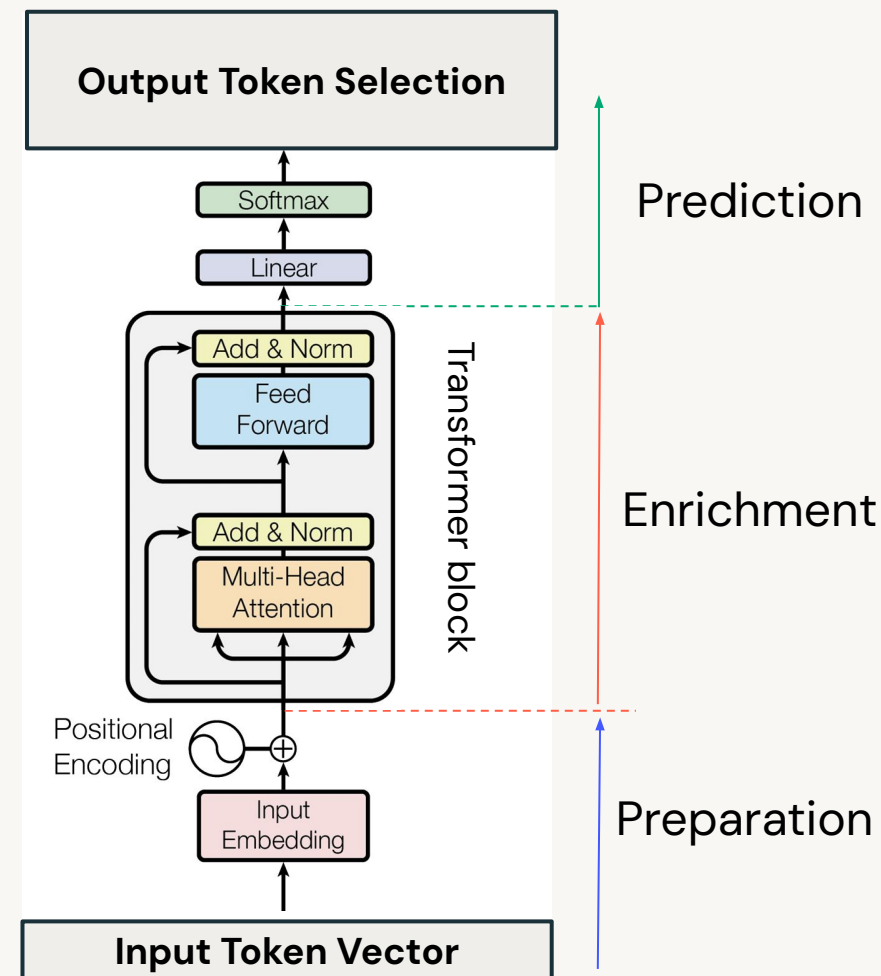 Output Token Selection
Softmax
Prediction
Linear
Add & Norm
Feed
Forward
Transformer block
Enrichment
Add & Norm
Multi-Head
Attention
Positional
Encoding
Input
Embedding
Preparation
Input Token Vector